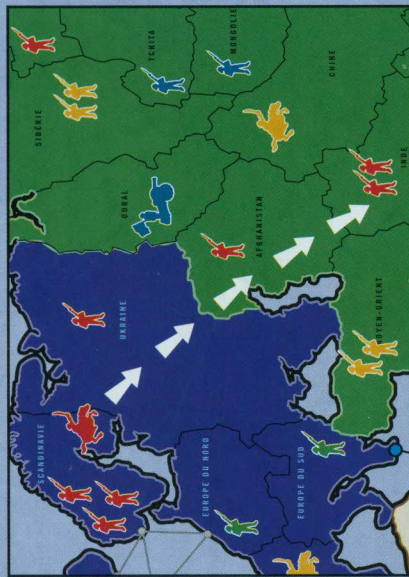 SIBÉRIE
TCHITA
MONGOLIE
CHINE
OURAL
AFGHANISTAN
INDE
UKRAINE
MOYEN-ORIENT
SCANDINAVIE
EUROPE DU NORD
EUROPE DU SUD